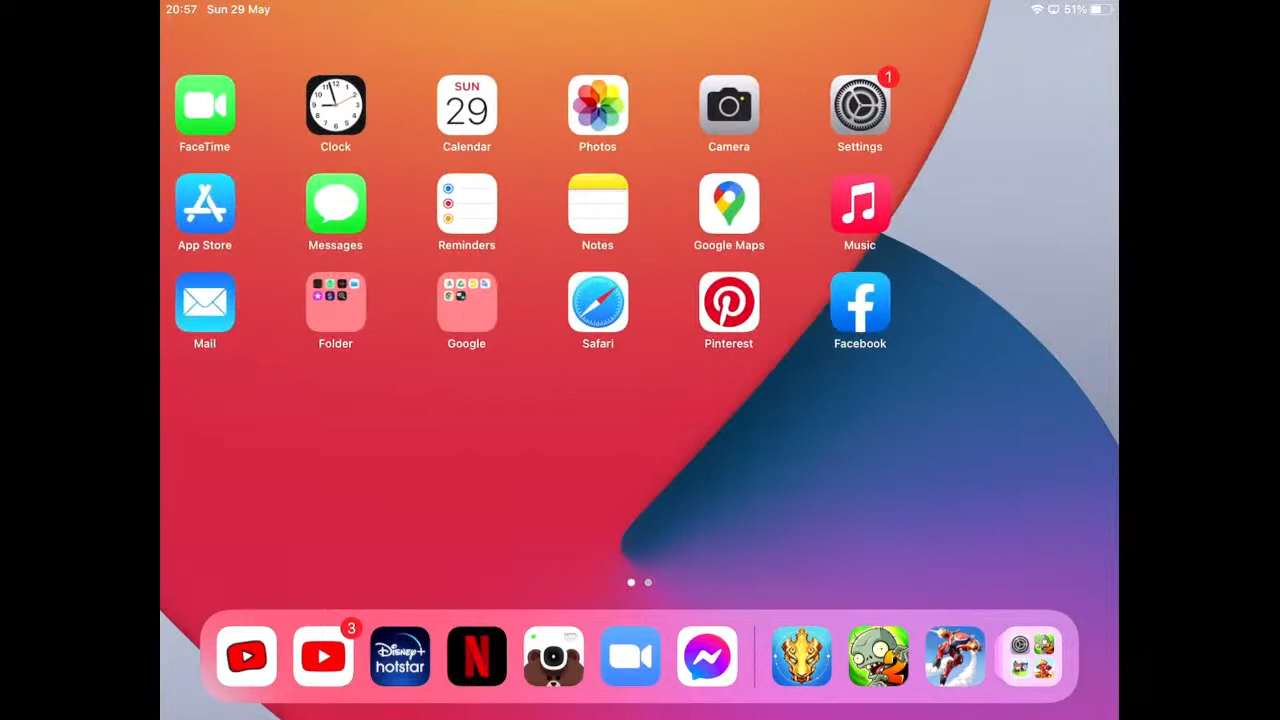 20:57 Sun 29 May 51%
SUN
29
1
FaceTime Clock Calendar Photos Camera Settings
App Store Messages Reminders Notes Google Maps Music
Mail Folder Google Safari Pinterest Facebook
3
Disney+
hotstar
N